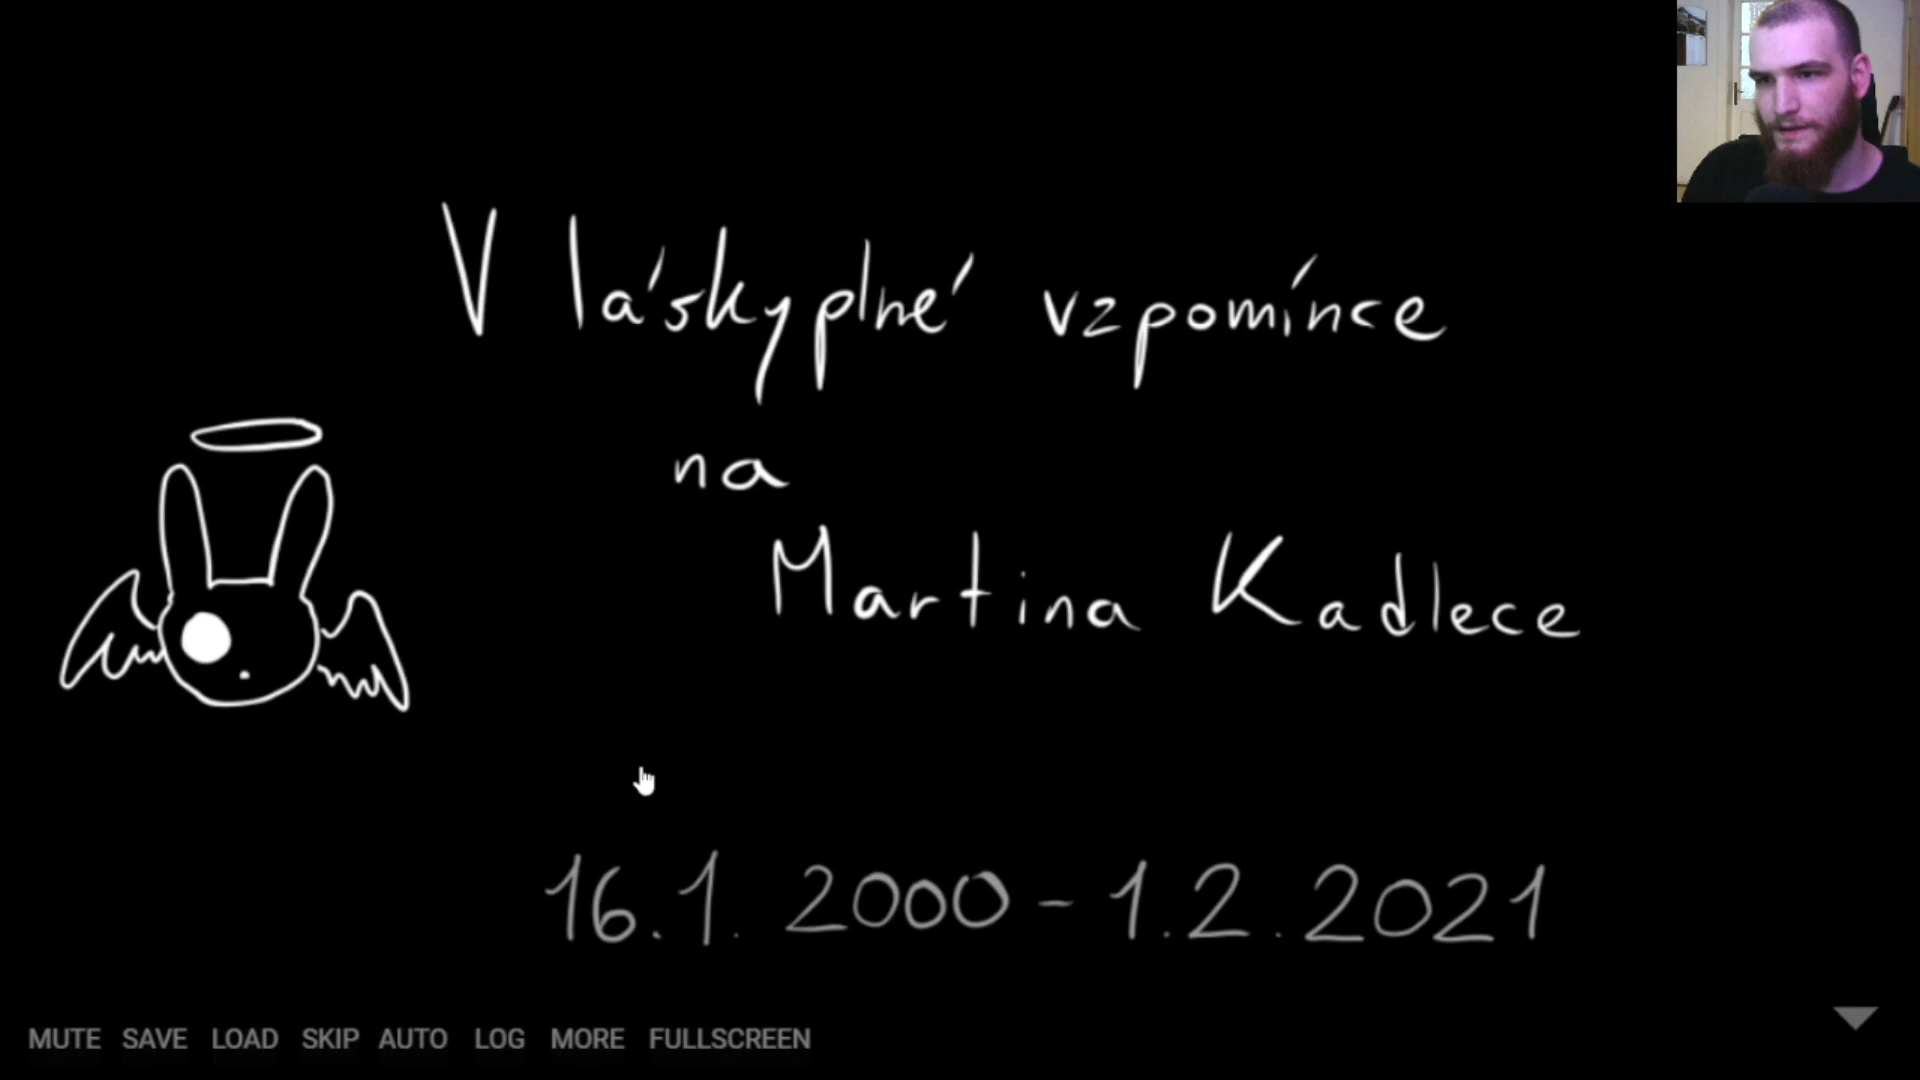 V láskyplné vzpomínce
na
Martina Kadlece
16.1. 2000 - 1.2.2021
MUTE SAVE LOAD SKIP AUTO LOG MORE FULLSCREEN